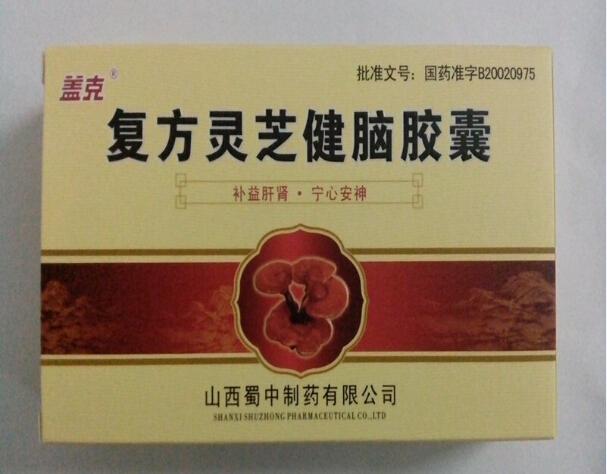 盖克®
批准文号：国药准字B20020975
复方灵芝健脑胶囊
补益肝肾·宁心安神
山西蜀中制药有限公司
SHANXI SHUZHONG PHARMACEUTICAL CO.,LTD